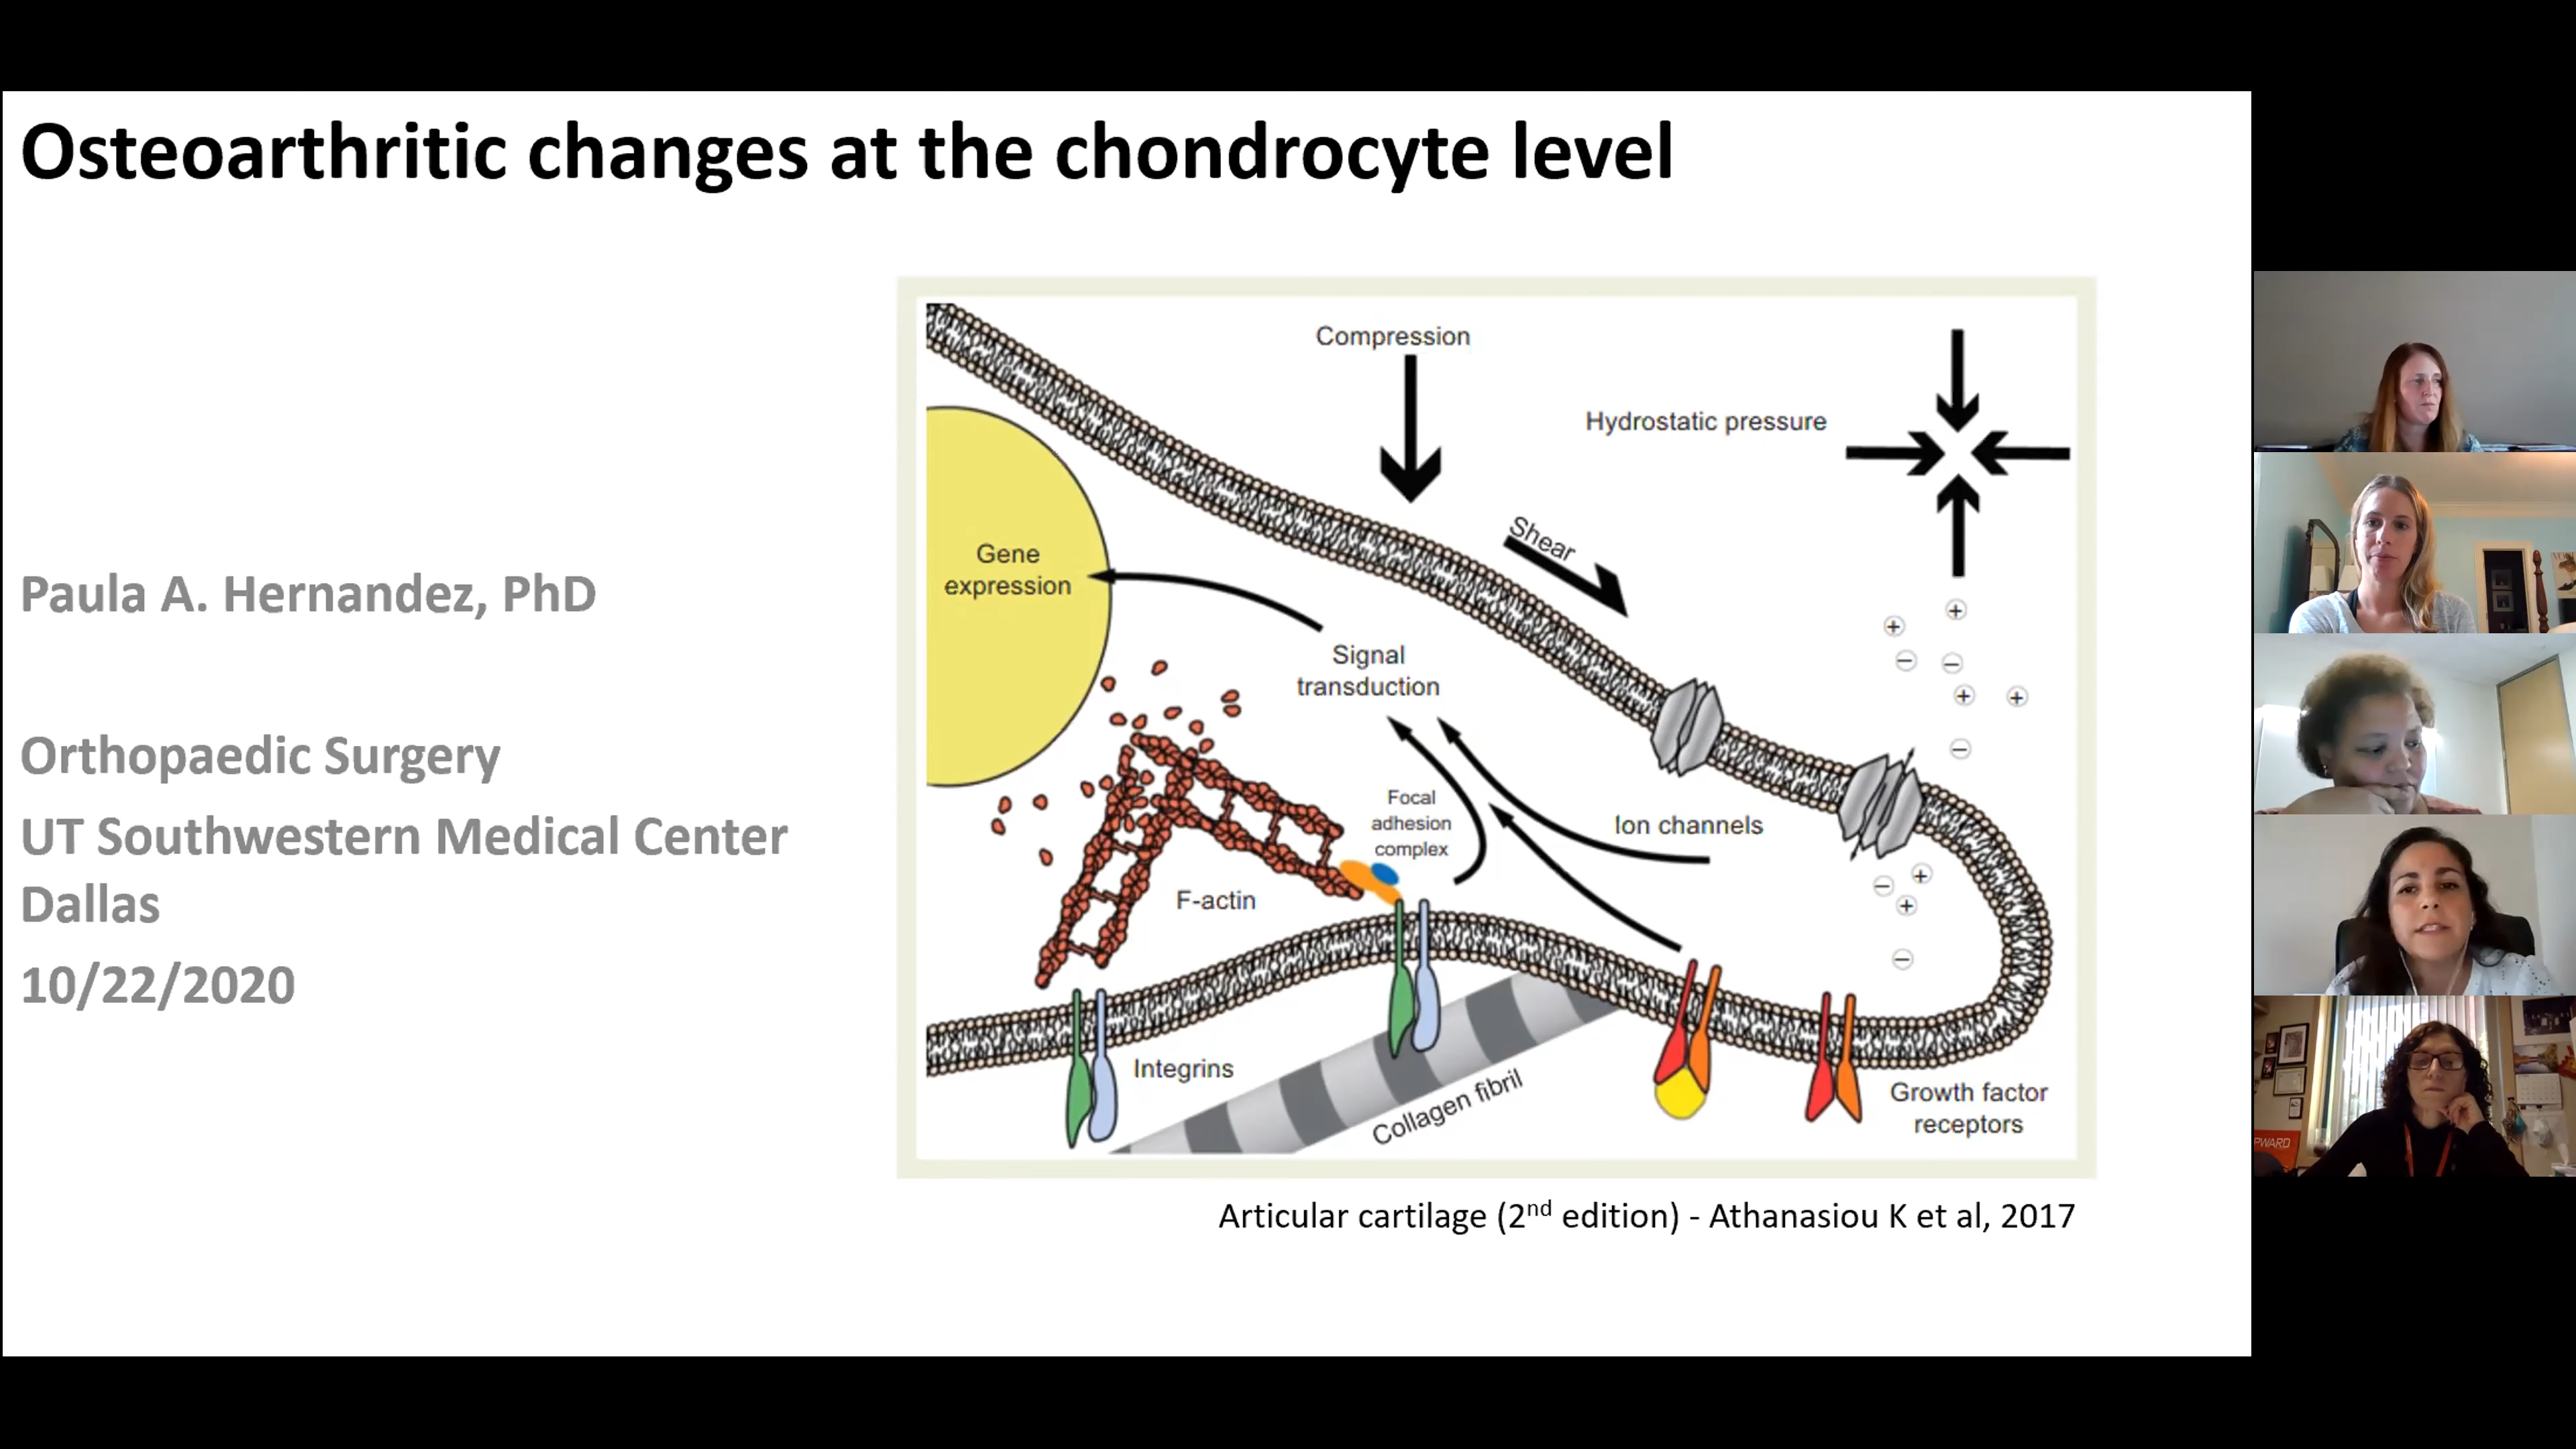 Osteoarthritic changes at the chondrocyte level
Paula A. Hernandez, PhD
Orthopaedic Surgery
UT Southwestern Medical Center
Dallas
10/22/2020
Compression
Hydrostatic pressure
Shear
Gene
expression
Signal
transduction
Focal
adhesion
complex
Ion channels
F-actin
Integrins
Collagen fibril
Growth factor
receptors
Articular cartilage (2nd edition) - Athanasiou K et al, 2017
PWARD